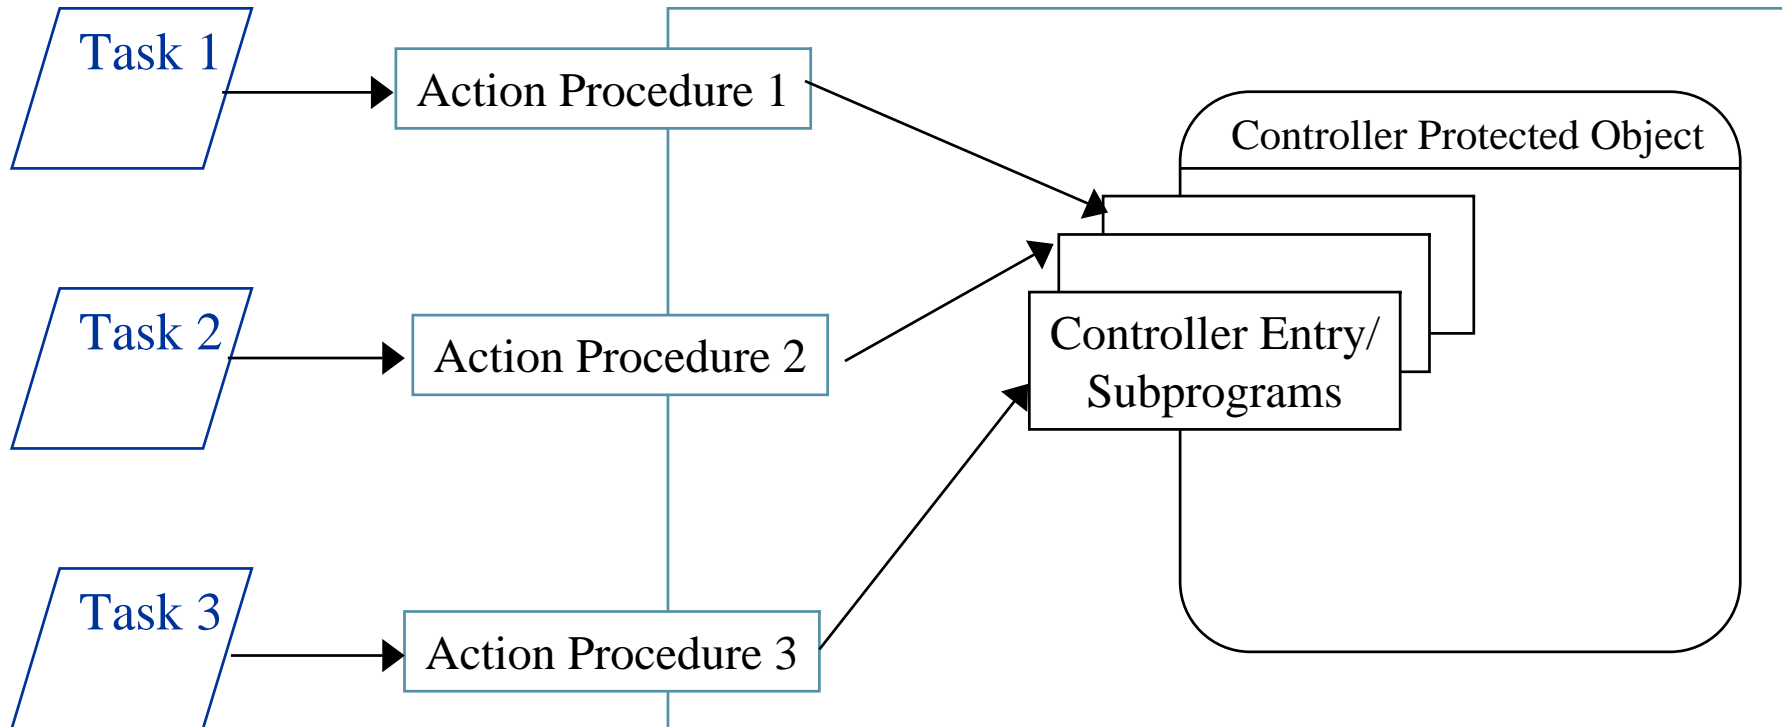 Task 1
Action Procedure 1
Controller Protected Object
Task 2
Action Procedure 2
Controller Entry/
Subprograms
Task 3
Action Procedure 3